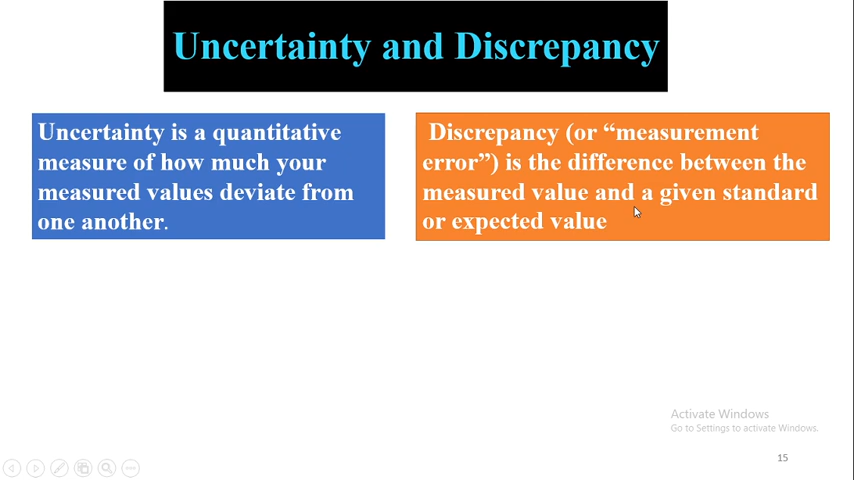 Uncertainty and Discrepancy
Uncertainty is a quantitative
measure of how much your
measured values deviate from
one another.
Discrepancy (or “measurement
error”) is the difference between the
measured value and a given standard
or expected value
Activate Windows
Go to Settings to activate Windows.
15